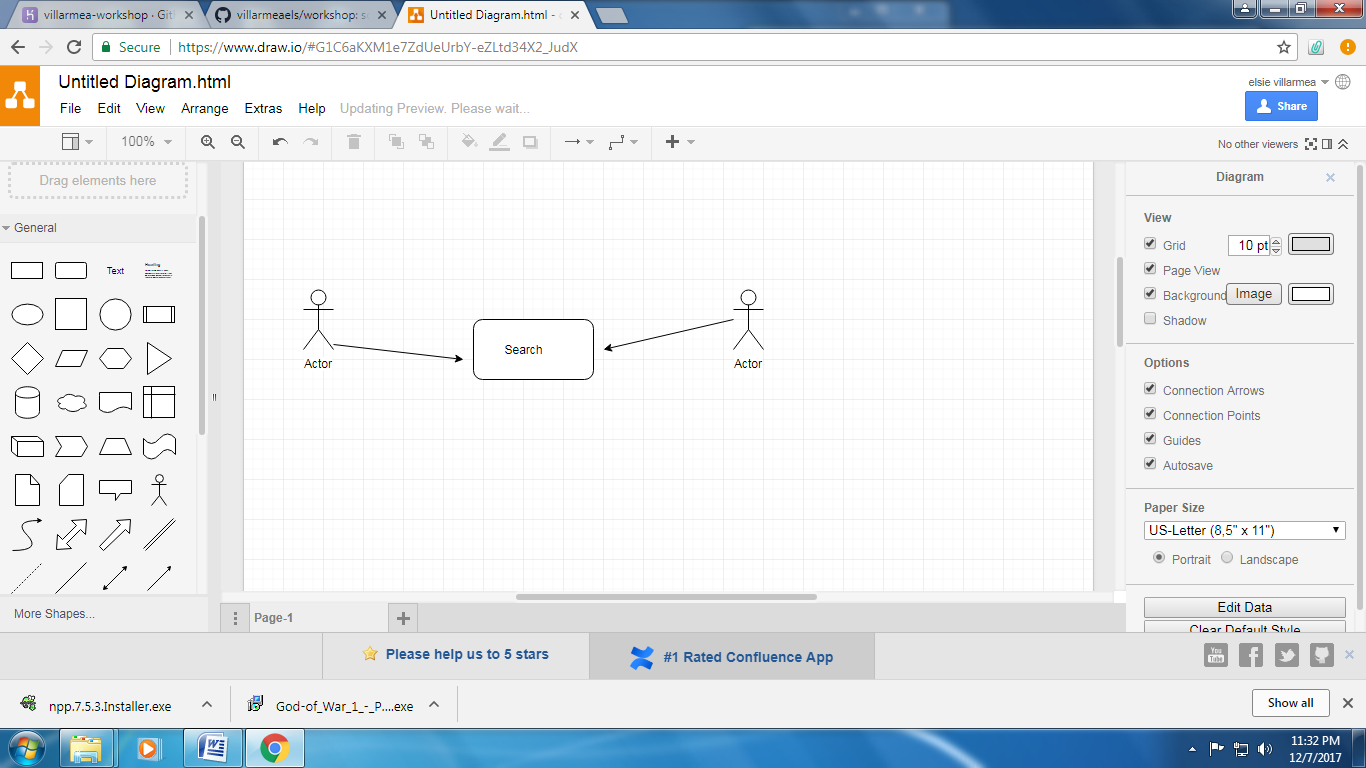 villarmea-workshop · Gitl
villarmeaels/workshop: se
Untitled Diagram.html - d
Secure https://www.draw.io/#G1C6aKXM1e7ZdUeUrbY-eZLtd34X2_JudX
Untitled Diagram.html
elsie villarmea
File Edit View Arrange Extras Help Updating Preview. Please wait...
Share
100%
No other viewers
Drag elements here
General
Text
Heading
Actor
Search
Actor
More Shapes...
Page-1
Diagram
View
Grid 10 pt
Page View
Background Image
Shadow
Options
Connection Arrows
Connection Points
Guides
Autosave
Paper Size
US-Letter (8,5" x 11")
Portrait Landscape
Edit Data
Clear Default Style
Please help us to 5 stars
#1 Rated Confluence App
You Tube
npp.7.5.3.Installer.exe
God-of_War_1_-_P....exe
Show all
11:32 PM
12/7/2017